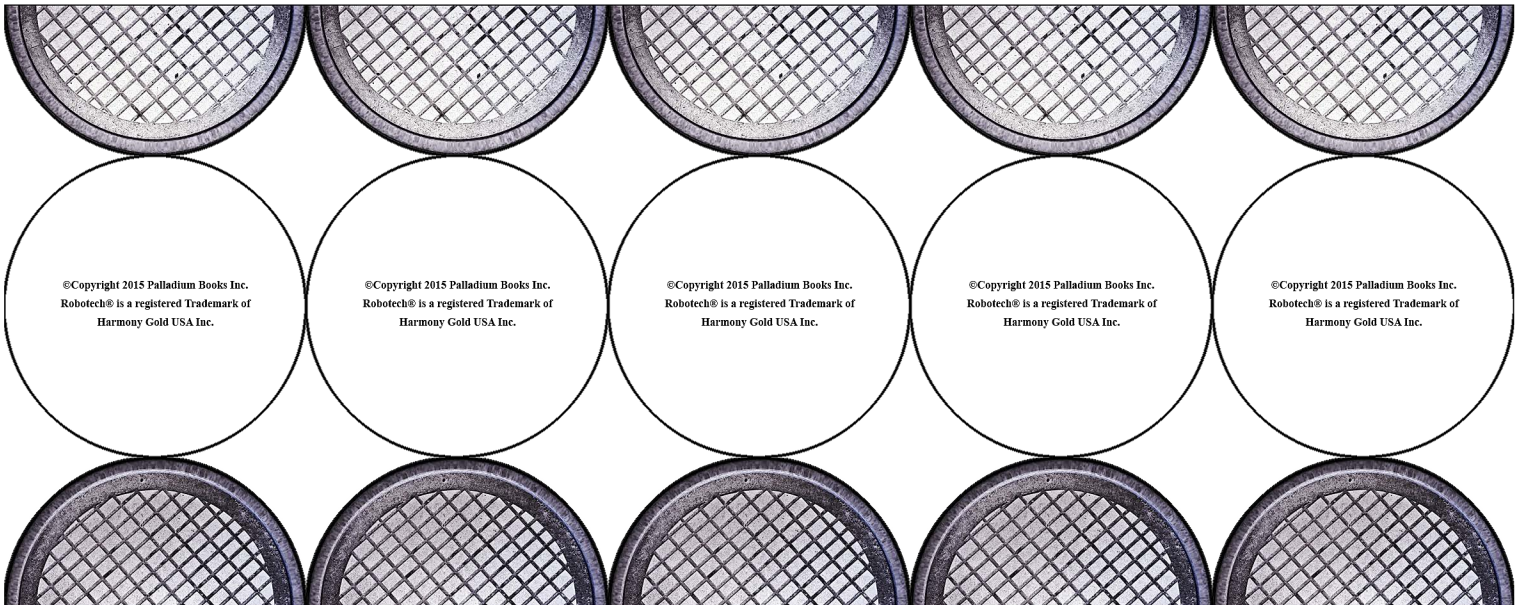 ©Copyright 2015 Palladium Books Inc.
Robotech® is a registered Trademark of
Harmony Gold USA Inc.
©Copyright 2015 Palladium Books Inc.
Robotech® is a registered Trademark of
Harmony Gold USA Inc.
©Copyright 2015 Palladium Books Inc.
Robotech® is a registered Trademark of
Harmony Gold USA Inc.
©Copyright 2015 Palladium Books Inc.
Robotech® is a registered Trademark of
Harmony Gold USA Inc.
©Copyright 2015 Palladium Books Inc.
Robotech® is a registered Trademark of
Harmony Gold USA Inc.